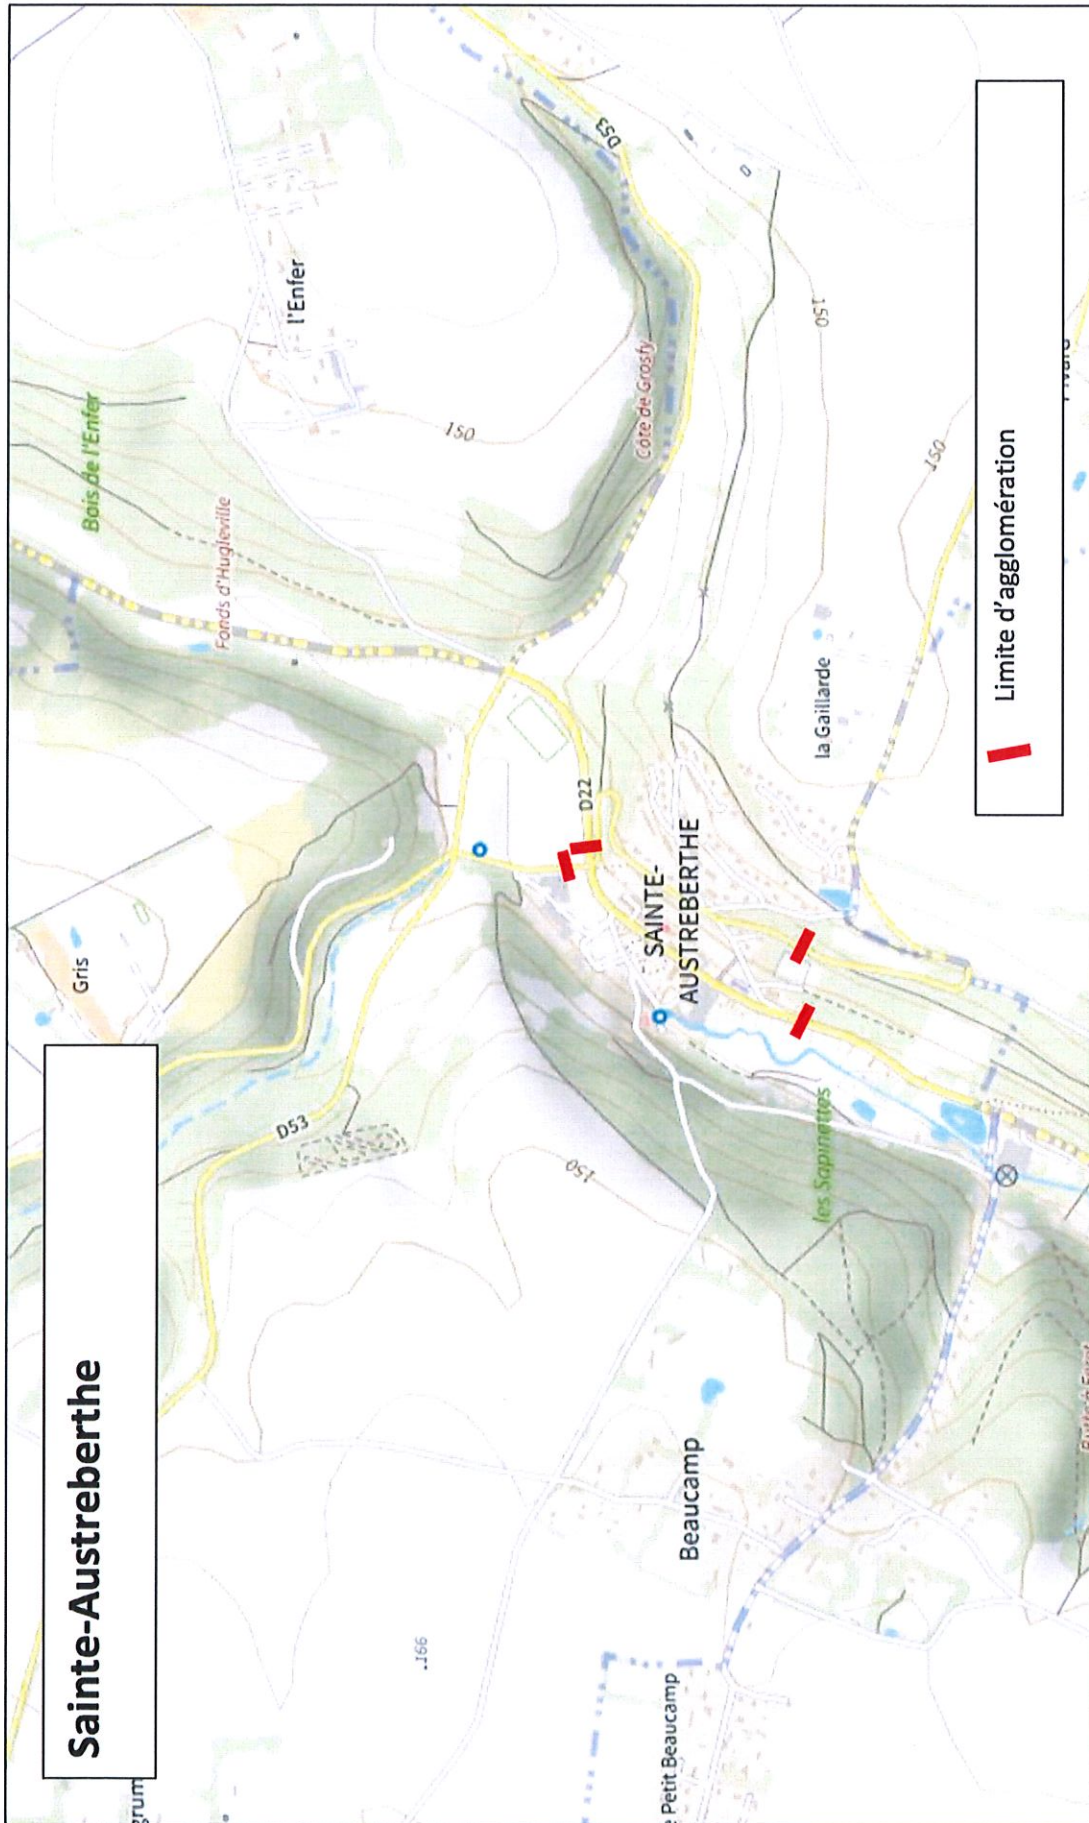 Sainte-Austreberthe
Gris
Bois de l'Enfer
Fonds d'Hugleville
l'Enfer
150
D53
D53
Côte de Grosfy
150
D22
SAINTE-
AUSTREBERTHE
la Gaillarde
150
150
les Sapinettes
Beaucamp
.166
Petit Beaucamp
Limite d'agglomération